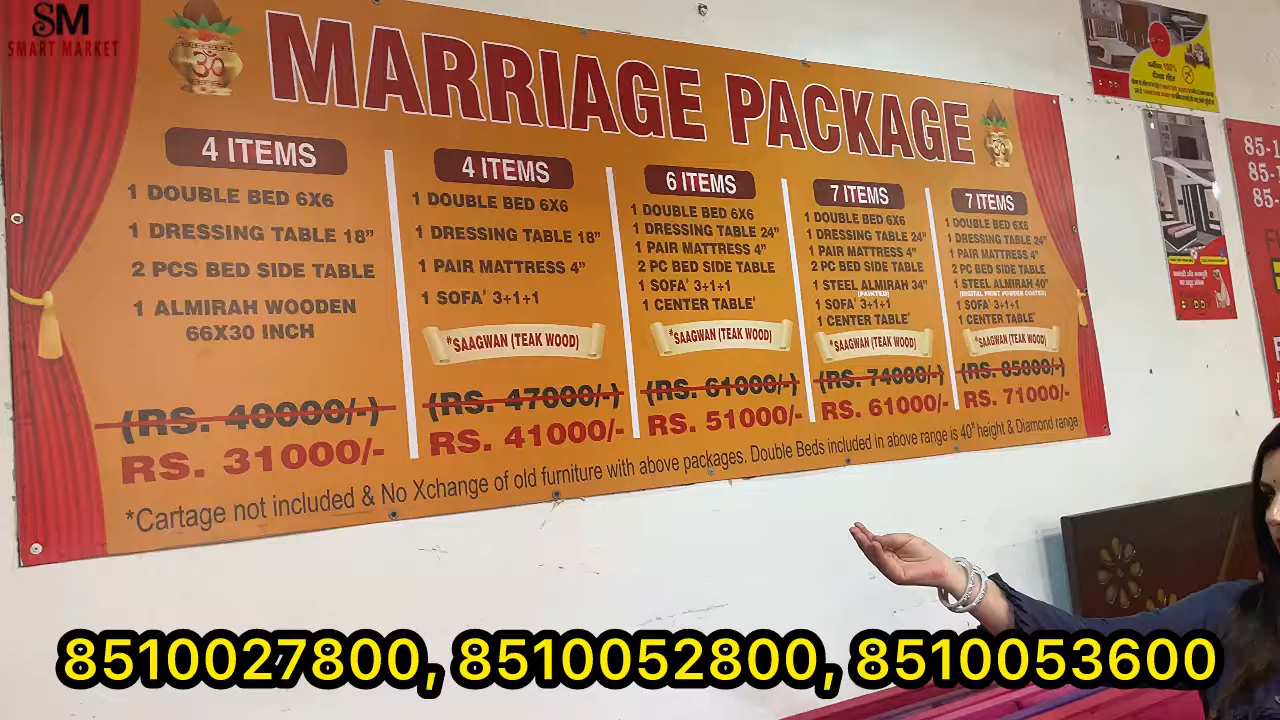 SM
SMART MARKET
ॐ
MARRIAGE PACKAGE
ॐ
4 ITEMS
1 DOUBLE BED 6X6
1 DRESSING TABLE 18”
2 PCS BED SIDE TABLE
1 ALMIRAH WOODEN
66X30 INCH
(RS. 40000/-)
RS. 31000/-
4 ITEMS
1 DOUBLE BED 6X6
1 DRESSING TABLE 18”
1 PAIR MATTRESS 4”
1 SOFA' 3+1+1
#SAAGWAN (TEAK WOOD)
(RS. 47000/-)
RS. 41000/-
6 ITEMS
1 DOUBLE BED 6X6
1 DRESSING TABLE 24”
1 PAIR MATTRESS 4”
2 PC BED SIDE TABLE
1 SOFA' 3+1+1
1 CENTER TABLE'
*SAAGWAN (TEAK WOOD)
(RS. 61000/-)
RS. 51000/-
7 ITEMS
1 DOUBLE BED 6X6
1 DRESSING TABLE 24”
1 PAIR MATTRESS 4”
2 PC BED SIDE TABLE
1 STEEL ALMIRAH 34”
(PAINTED)
1 SOFA' 3+1+1
1 CENTER TABLE'
*SAAGWAN (TEAK WOOD)
(RS. 74000/-)
RS. 61000/-
7 ITEMS
1 DOUBLE BED 6X6
1 DRESSING TABLE 24”
1 PAIR MATTRESS 4”
2 PC BED SIDE TABLE
1 STEEL ALMIRAH 40”
(DIGITAL PRINT POWDER COATED)
1 SOFA' 3+1+1
1 CENTER TABLE'
*SAAGWAN (TEAK WOOD)
(RS. 85000/-)
RS. 71000/-
*Cartage not included & No Xchange of old furniture with above packages. Double Beds included in above range is 40” height & Diamond range
85-1
85-1
85-
8510027800, 8510052800, 8510053600